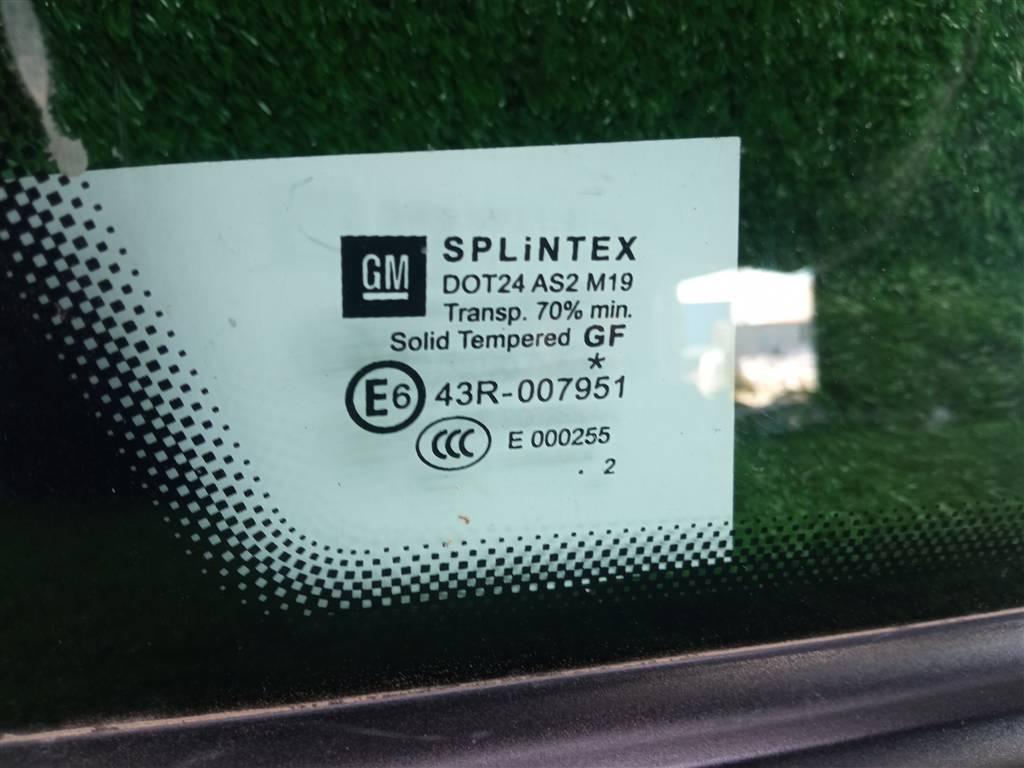 GM
SPLiNTEX
DOT24 AS2 M19
Transp. 70% min.
Solid Tempered GF
*
E6 43R-007951
CCC E 000255
. 2